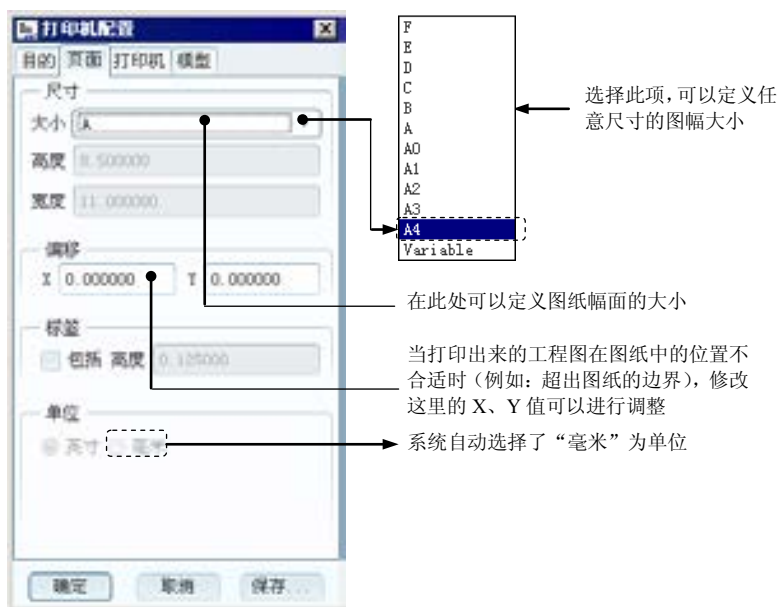 打印机配置
目的 页面 打印机 模型
尺寸
大小 A
高度 8.500000
宽度 11.000000
偏移
X 0.000000 Y 0.000000
标签
包括 高度 0.125000
单位
英寸 毫米
确定 取消 保存...
F
E
D
C
B
A
A0
A1
A2
A3
A4
Variable
选择此项，可以定义任
意尺寸的图幅大小
在此处可以定义图纸幅面的大小
当打印出来的工程图在图纸中的位置不
合适时（例如：超出图纸的边界），修改
这里的 X、Y 值可以进行调整
系统自动选择了“毫米”为单位